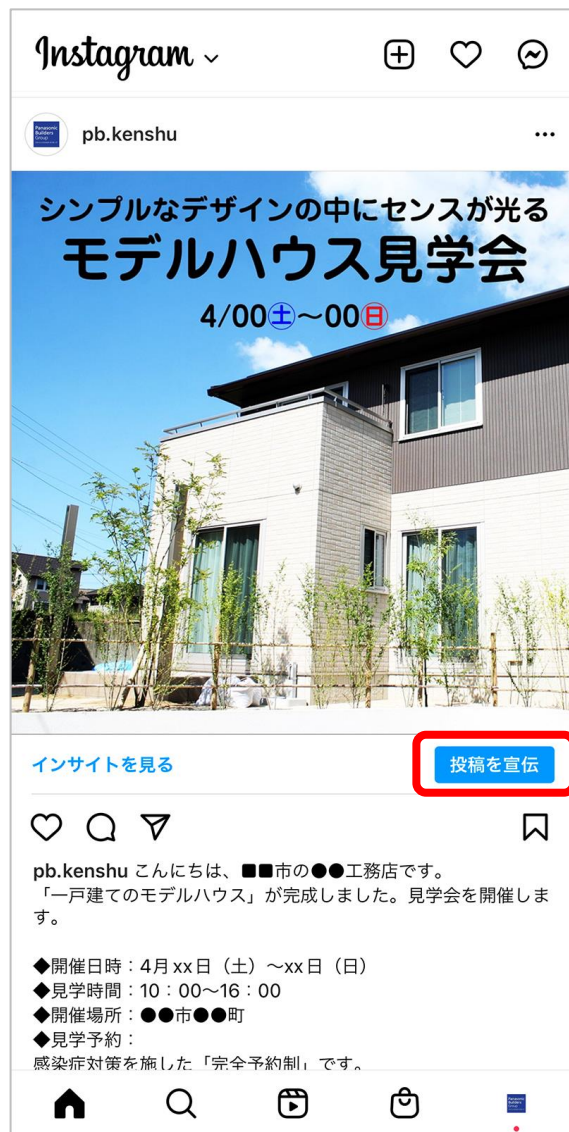 Instagram
pb.kenshu
シンプルなデザインの中にセンスが光る
モデルハウス見学会
4/00㊏～00㊐
インサイトを見る
投稿を宣伝
pb.kenshu こんにちは、■■市の●●工務店です。
「一戸建てのモデルハウス」が完成しました。見学会を開催しま
す。
◆開催日時：4月xx日（土）～xx日（日）
◆見学時間：10：00～16：00
◆開催場所：●●市●●町
◆見学予約：
感染症対策を施した「完全予約制」です。